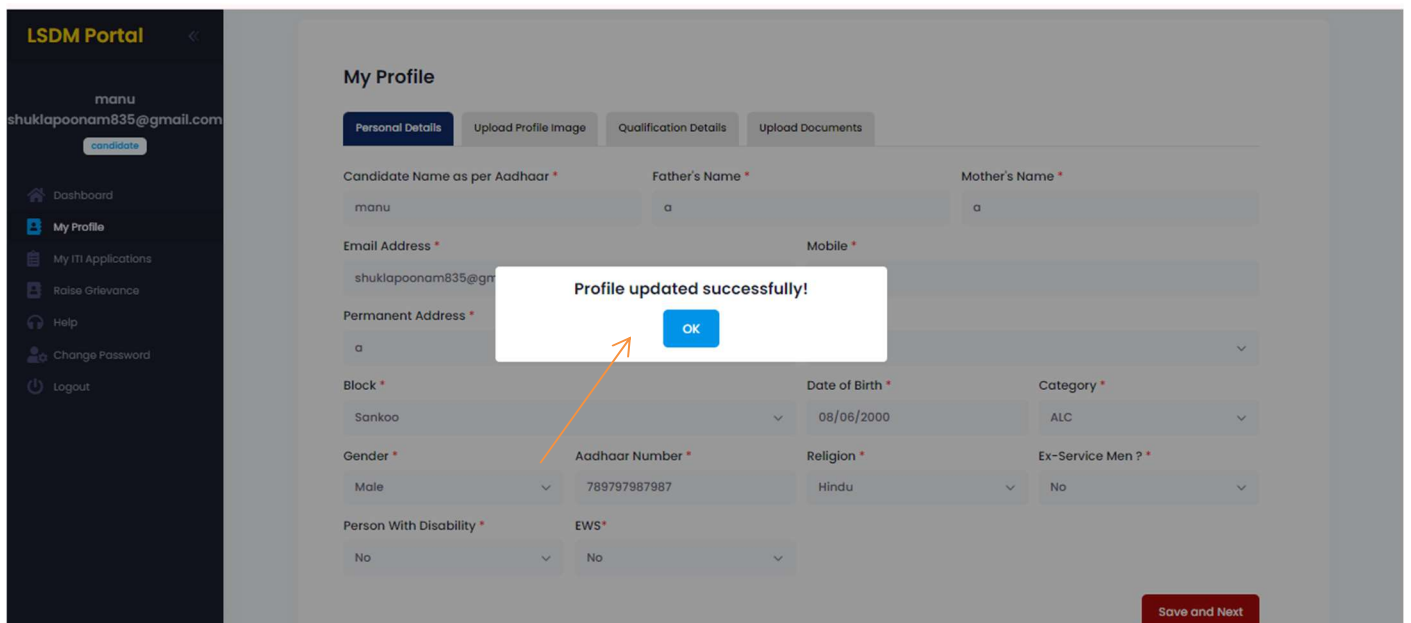 LSDM Portal
manu
shuklapoonam835@gmail.com
candidate
Dashboard
My Profile
My ITI Applications
Raise Grievance
Help
Change Password
Logout
My Profile
Personal Details Upload Profile Image Qualification Details Upload Documents
Candidate Name as per Aadhaar * Father's Name * Mother's Name *
manu a a
Email Address * Mobile *
shuklapoonam835@gm
Profile updated successfully!
OK
Permanent Address *
a
Block * Date of Birth * Category *
Sankoo 08/06/2000 ALC
Gender * Aadhaar Number * Religion * Ex-Service Men ? *
Male 789797987987 Hindu No
Person With Disability * EWS*
No No
Save and Next